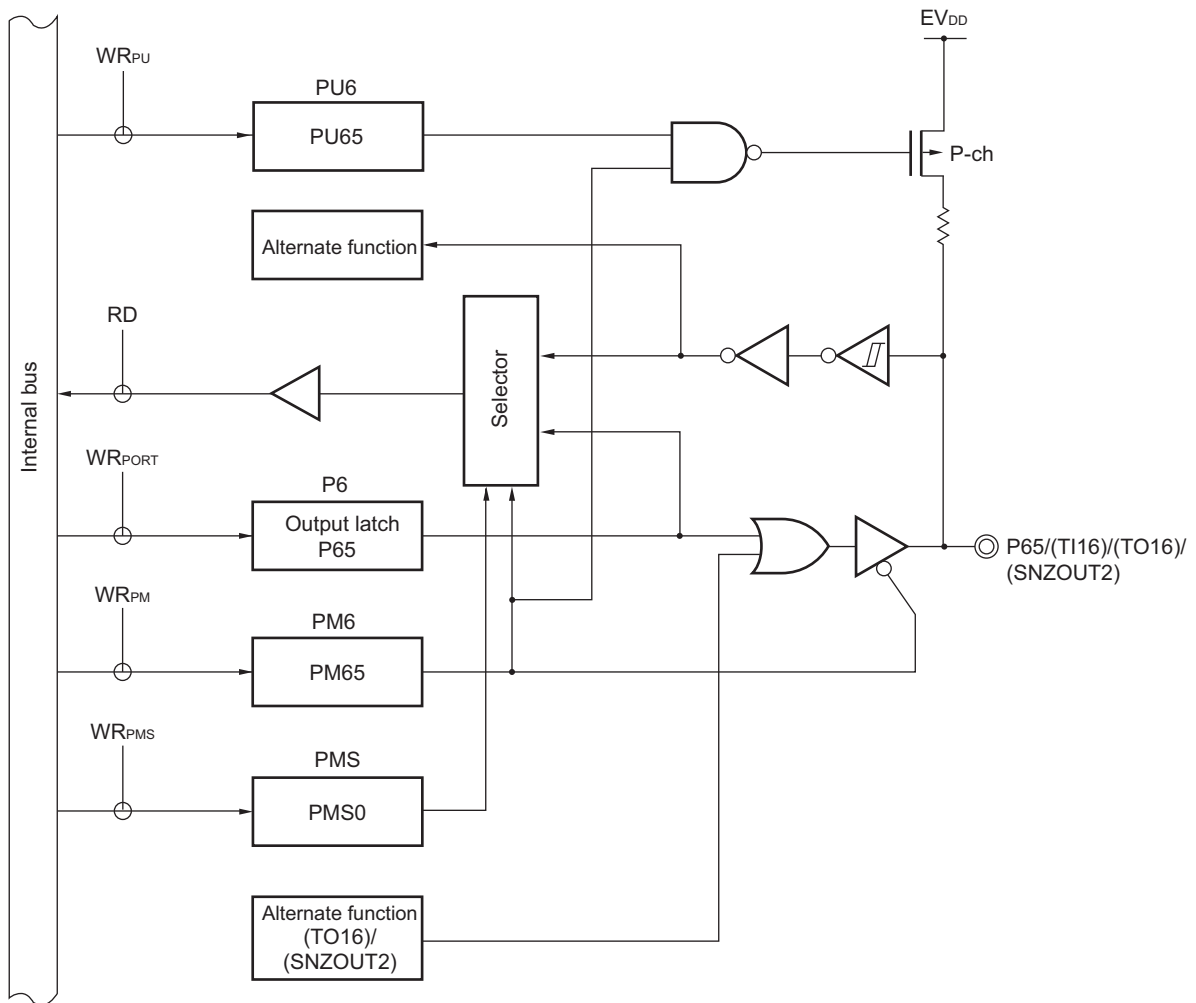 EVDD
WRPU
PU6
PU65
P-ch
Alternate function
RD
Selector
Internal bus
WRPORT
P6
Output latch
P65
P65/(TI16)/(TO16)/
(SNZOUT2)
WRPM
PM6
PM65
WRPMS
PMS
PMS0
Alternate function
(TO16)/
(SNZOUT2)